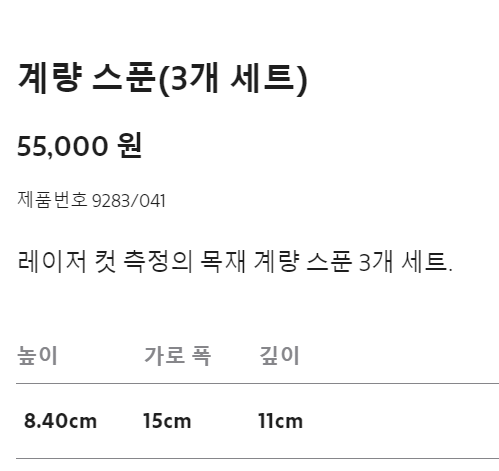 계량 스푼(3개 세트)
55,000 원
제품번호 9283/041
레이저 컷 측정의 목재 계량 스푼 3개 세트.
높이 가로 폭 깊이
8.40cm 15cm 11cm